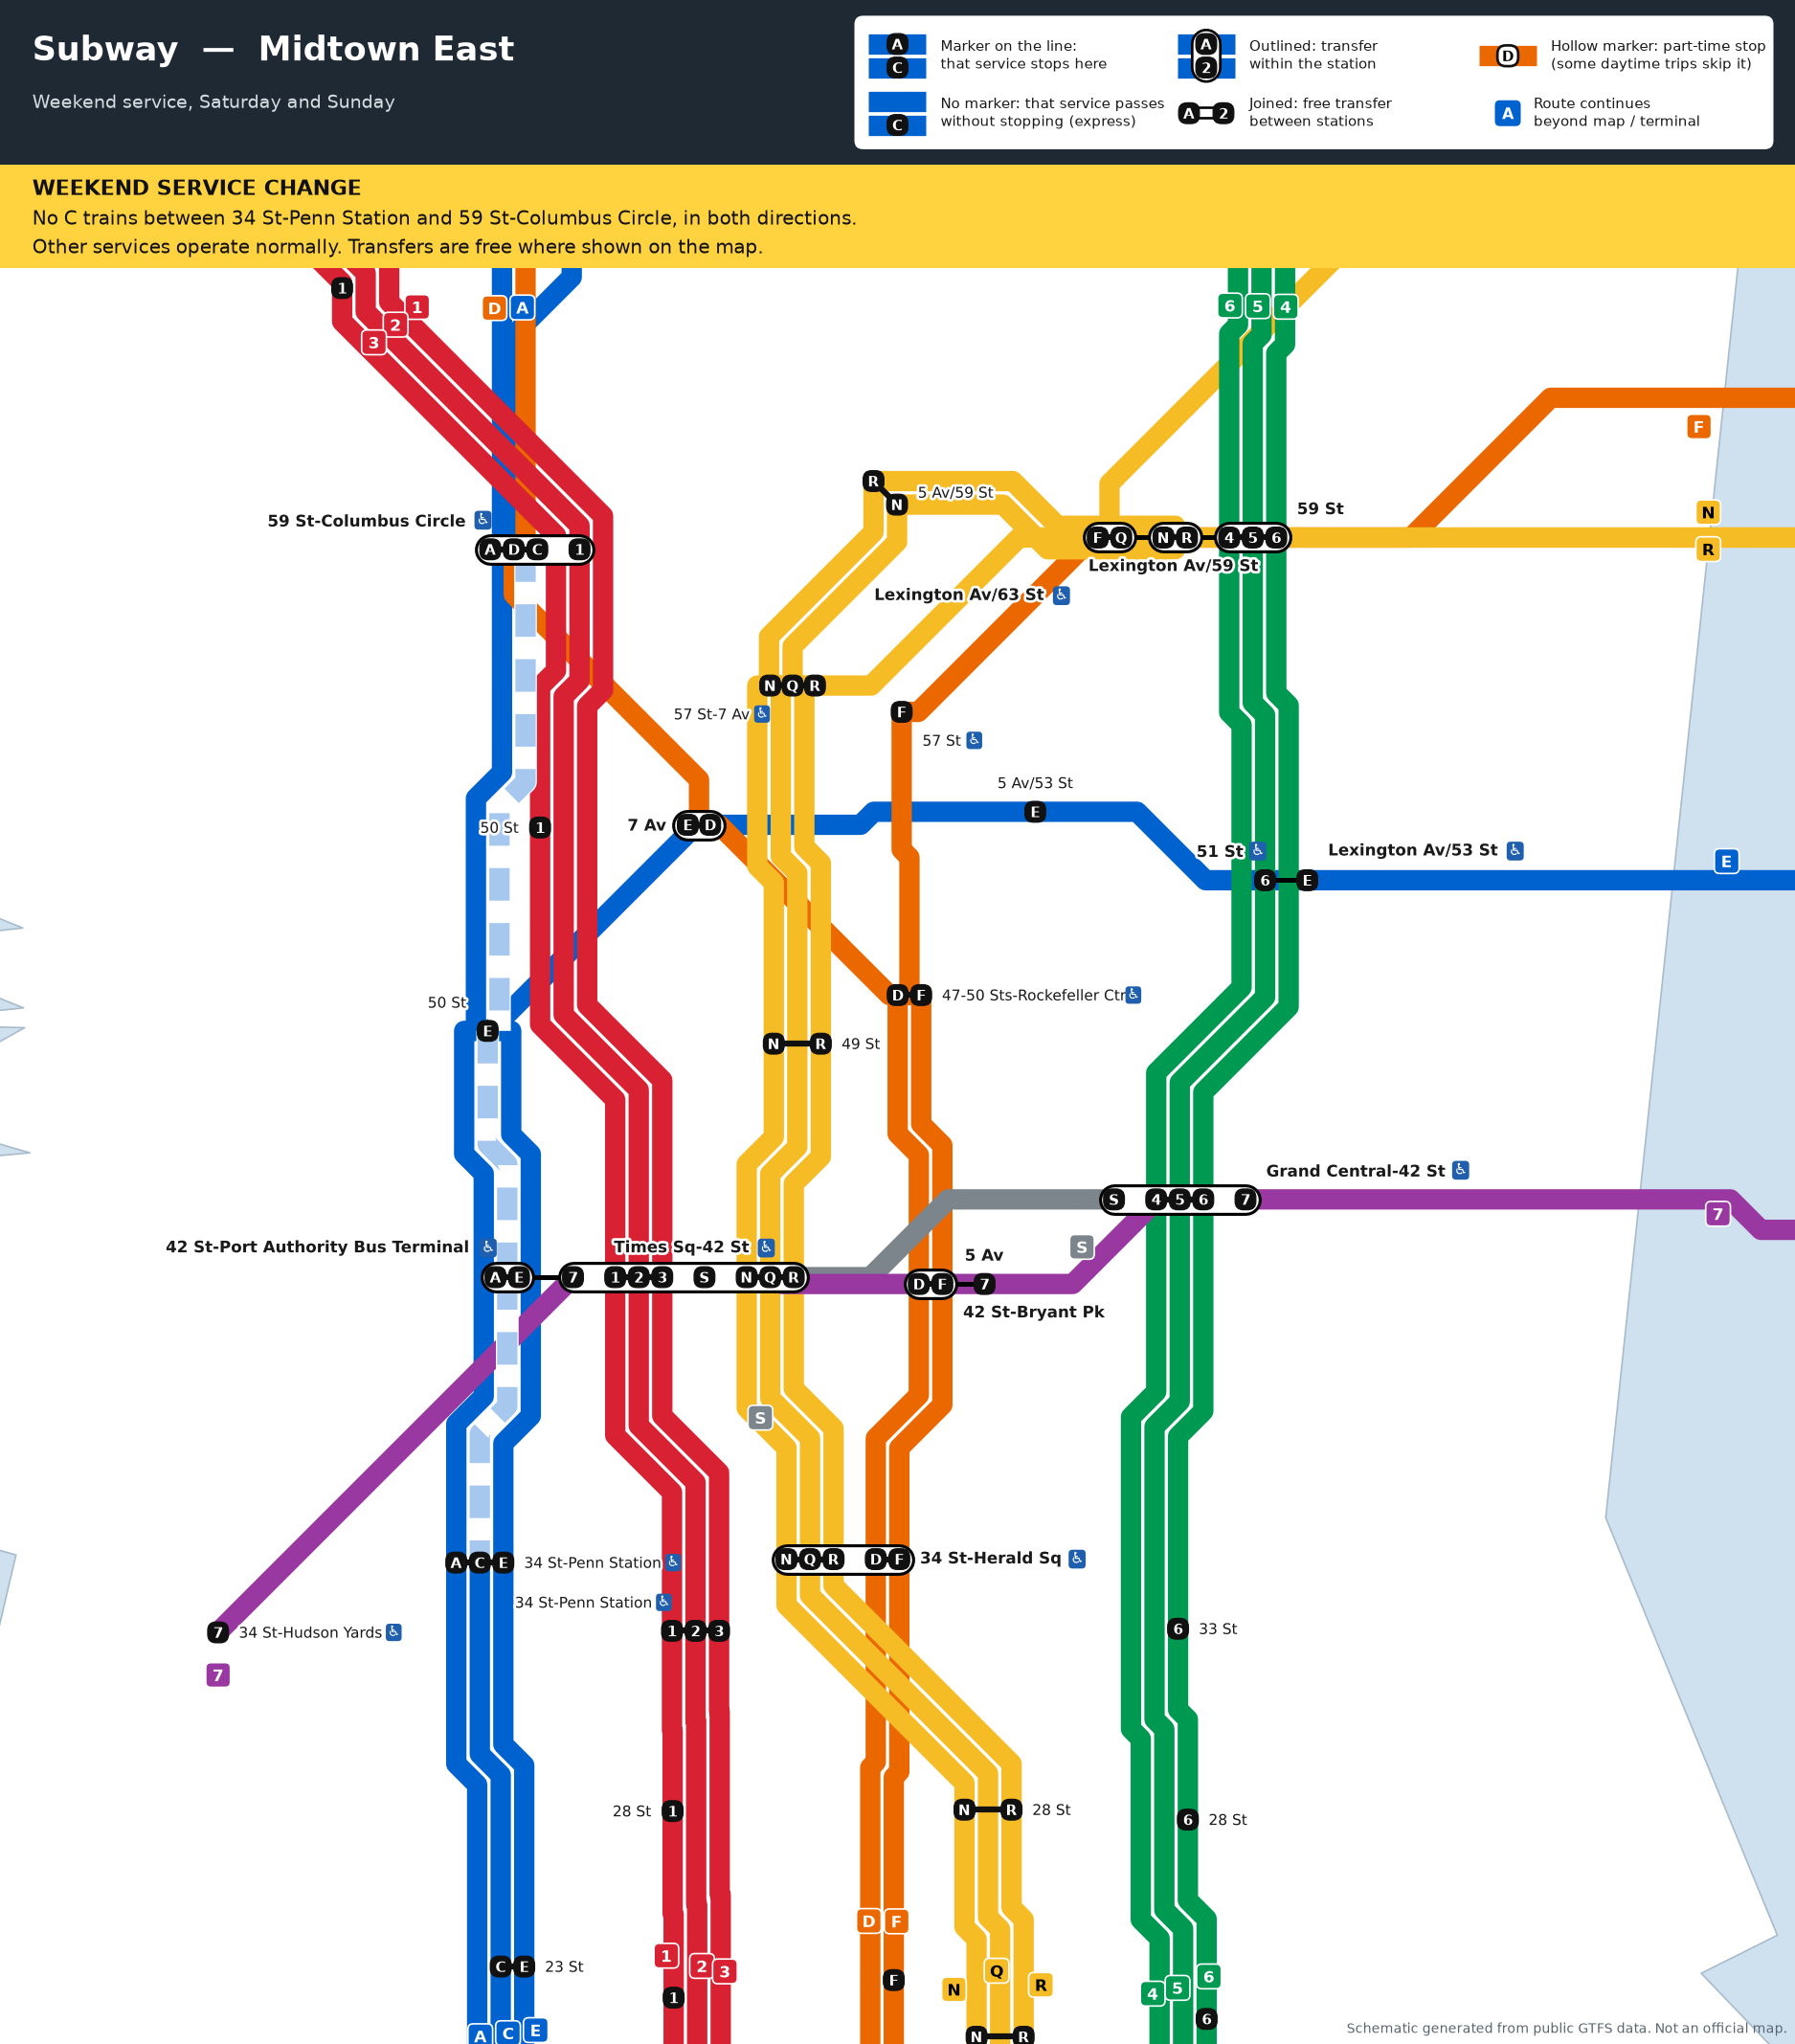 Subway — Midtown East
Weekend service, Saturday and Sunday
A
C
Marker on the line:
that service stops here
A
2
Outlined: transfer
within the station
D
Hollow marker: part-time stop
(some daytime trips skip it)
C
No marker: that service passes
without stopping (express)
A 2
Joined: free transfer
between stations
A
Route continues
beyond map / terminal
WEEKEND SERVICE CHANGE
No C trains between 34 St-Penn Station and 59 St-Columbus Circle, in both directions.
Other services operate normally. Transfers are free where shown on the map.
1
D A
1
2
3
6 5 4
F
R
N
5 Av/59 St
59 St
N
R
59 St-Columbus Circle
A D C 1
F Q N R 4 5 6
Lexington Av/59 St
Lexington Av/63 St
N Q R
57 St-7 Av
F
57 St
5 Av/53 St
E
50 St 1
7 Av E D
51 St
Lexington Av/53 St
E
6 E
50 St
E
D F 47-50 Sts-Rockefeller Ctr
N R 49 St
Grand Central-42 St
S 4 5 6 7
7
42 St-Port Authority Bus Terminal
Times Sq-42 St
S
5 Av
A E 7 1 2 3 S N Q R
D F 7
42 St-Bryant Pk
S
A C E 34 St-Penn Station
N Q R D F 34 St-Herald Sq
34 St-Penn Station
1 2 3
7 34 St-Hudson Yards
7
6 33 St
28 St 1
N R 28 St
6 28 St
D F
1 2 3
C E 23 St
F
Q
N R
4 5 6
1
6
A C E
N R
Schematic generated from public GTFS data. Not an official map.